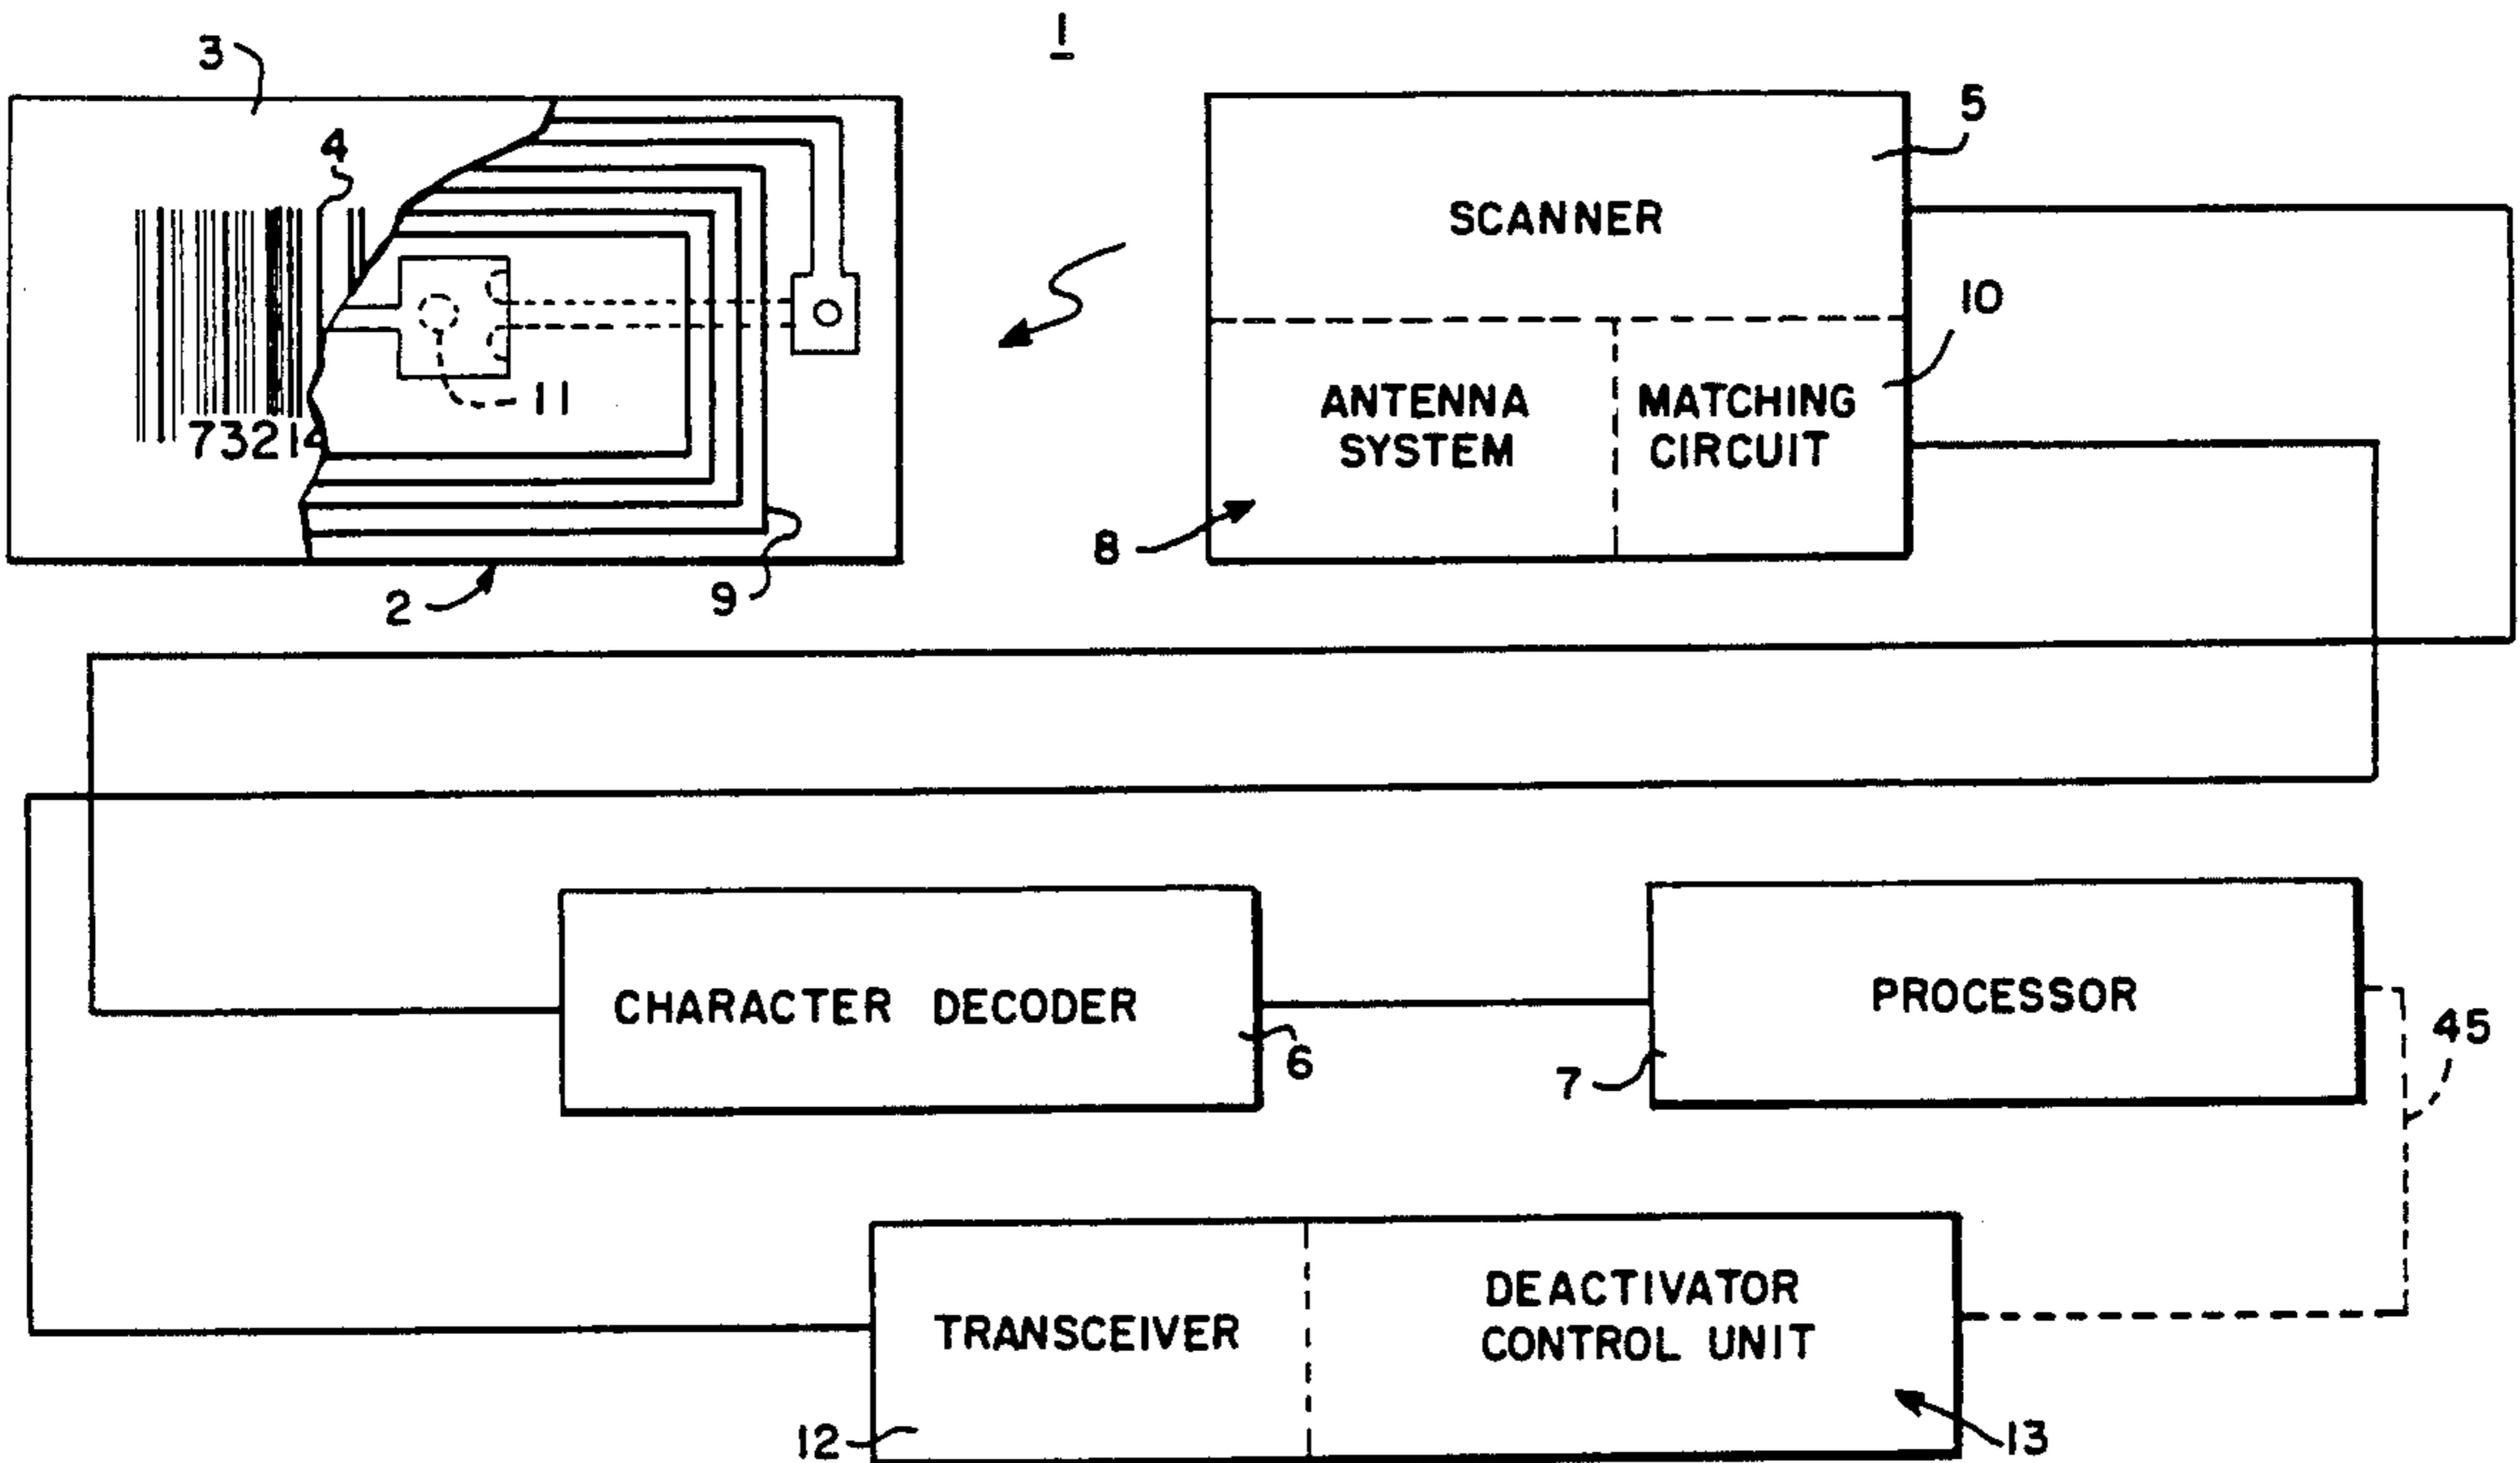 1
3
4
5
SCANNER
10
ANTENNA
SYSTEM
MATCHING
CIRCUIT
11
73214
8
2
9
CHARACTER DECODER
PROCESSOR
6
7
45
TRANSCEIVER
DEACTIVATOR
CONTROL UNIT
12
13